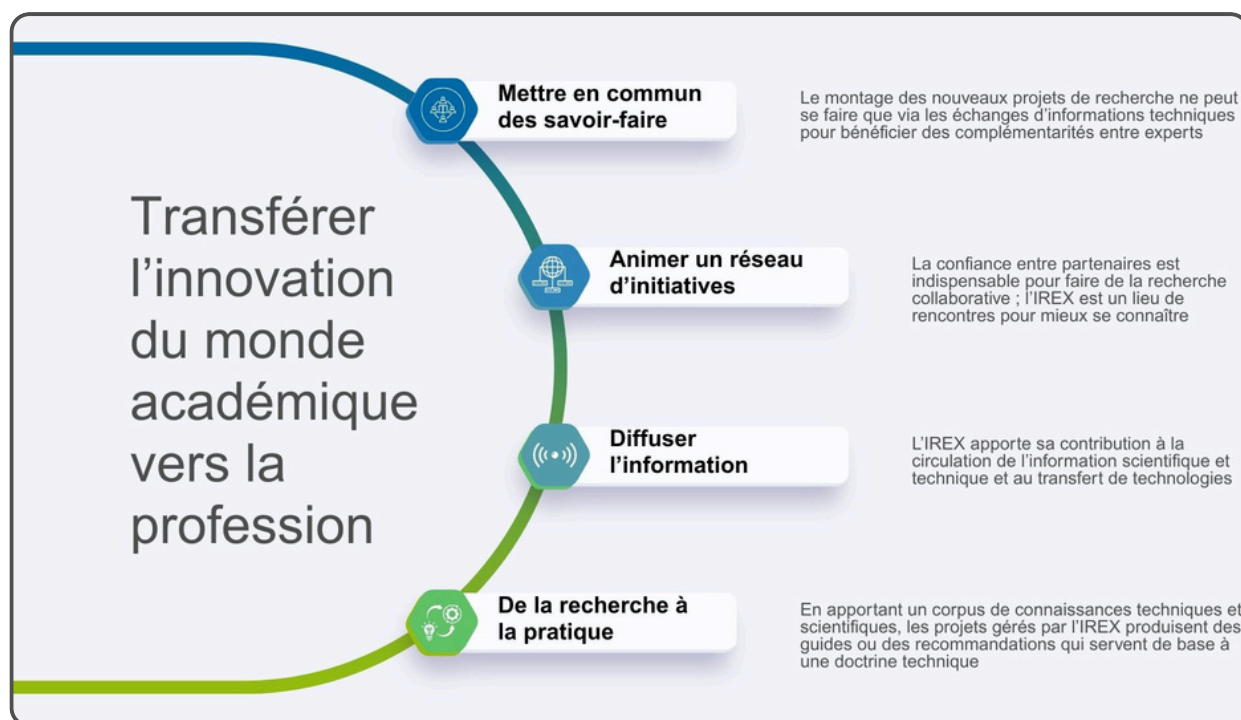 Transférer
l’innovation
du monde
académique
vers la
profession
Mettre en commun
des savoir-faire
Le montage des nouveaux projets de recherche ne peut
se faire que via les échanges d’informations techniques
pour bénéficier des complémentarités entre experts
Animer un réseau
d’initiatives
La confiance entre partenaires est
indispensable pour faire de la recherche
collaborative ; l’IREX est un lieu de
rencontres pour mieux se connaître
Diffuser
l’information
L’IREX apporte sa contribution à la
circulation de l’information scientifique et
technique et au transfert de technologies
De la recherche à
la pratique
En apportant un corpus de connaissances techniques et
scientifiques, les projets gérés par l’IREX produisent des
guides ou des recommandations qui servent de base à
une doctrine technique